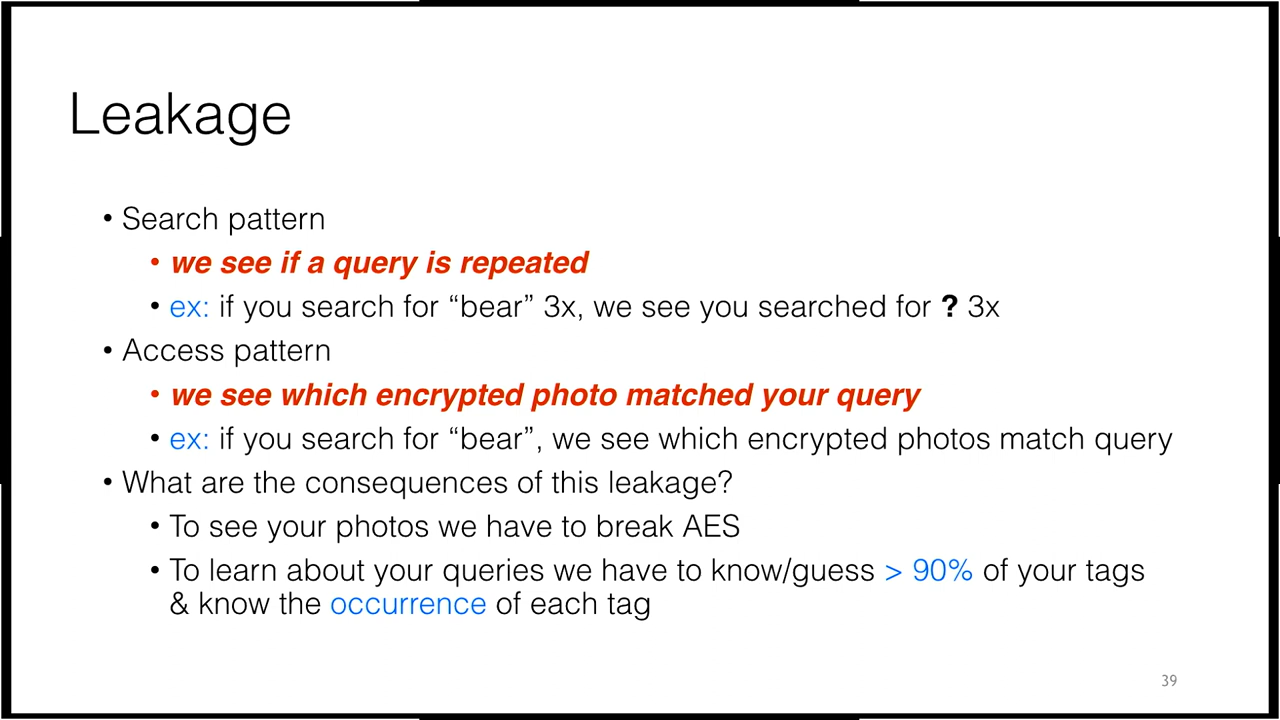 Leakage
• Search pattern
• we see if a query is repeated
• ex: if you search for “bear” 3x, we see you searched for ? 3x
• Access pattern
• we see which encrypted photo matched your query
• ex: if you search for “bear”, we see which encrypted photos match query
• What are the consequences of this leakage?
• To see your photos we have to break AES
• To learn about your queries we have to know/guess > 90% of your tags
& know the occurrence of each tag
39